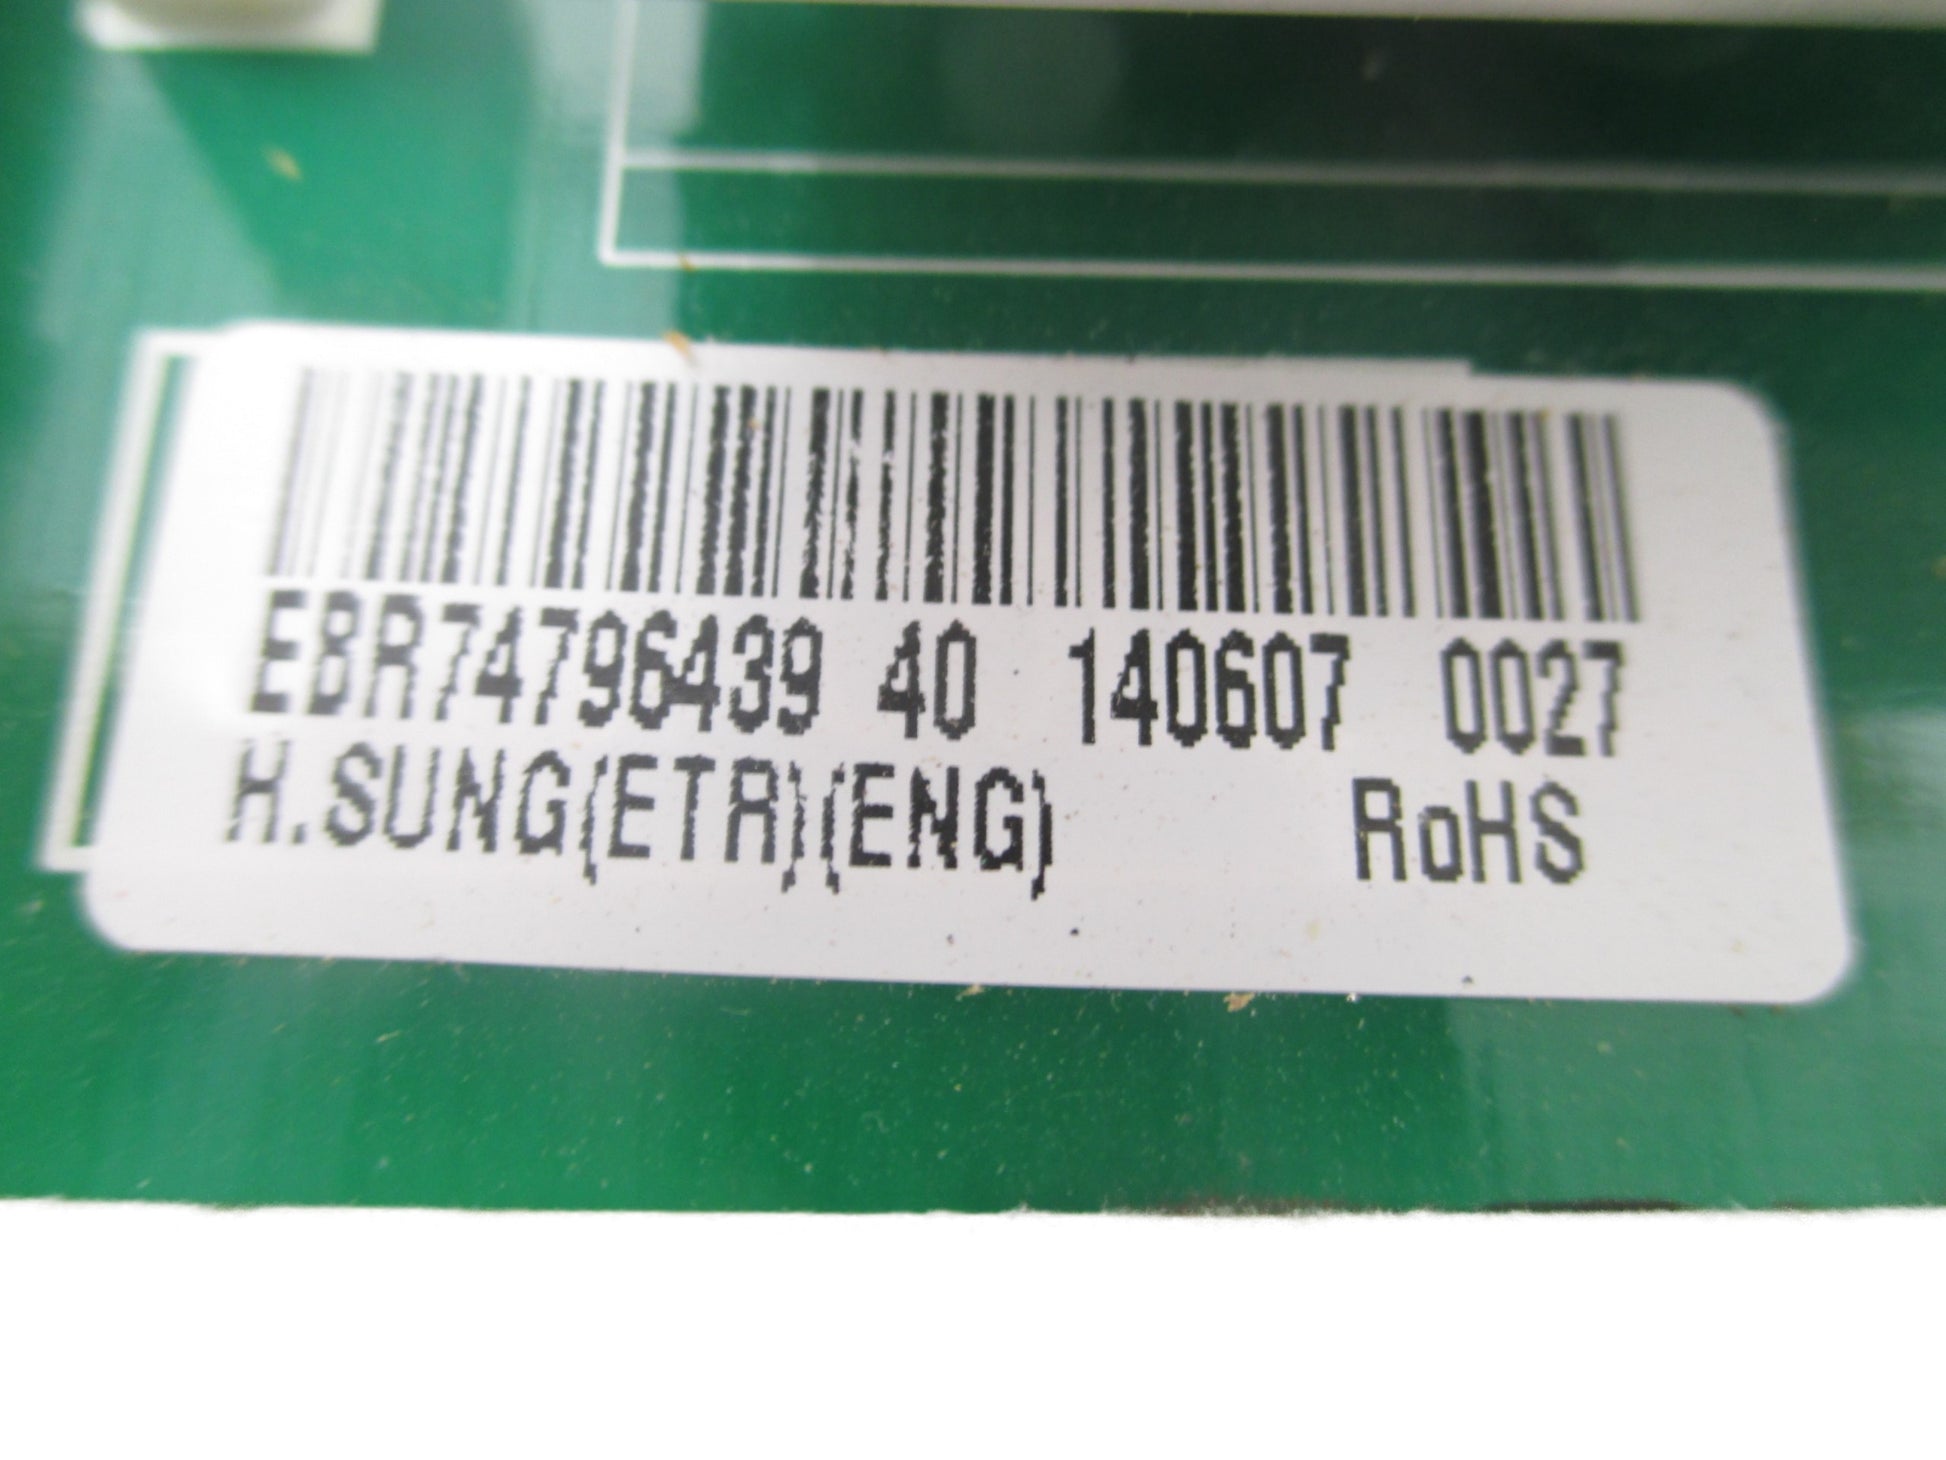 EBR74796439 40 140607 0027
H.SUNG(ETR)(ENG) RoHS